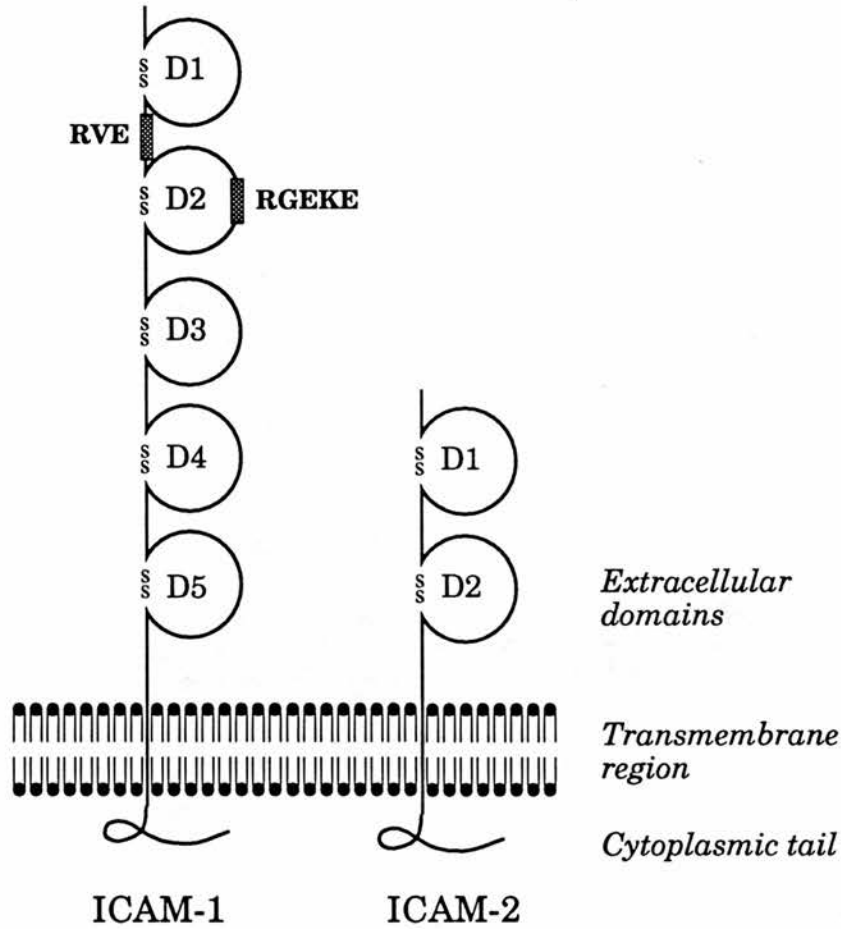 S
S
D1
RVE
S
S
D2
RGEKE
S
S
D3
S
S
D4
S
S
D1
S
S
D5
S
S
D2
Extracellular
domains
Transmembrane
region
Cytoplasmic tail
ICAM-1
ICAM-2